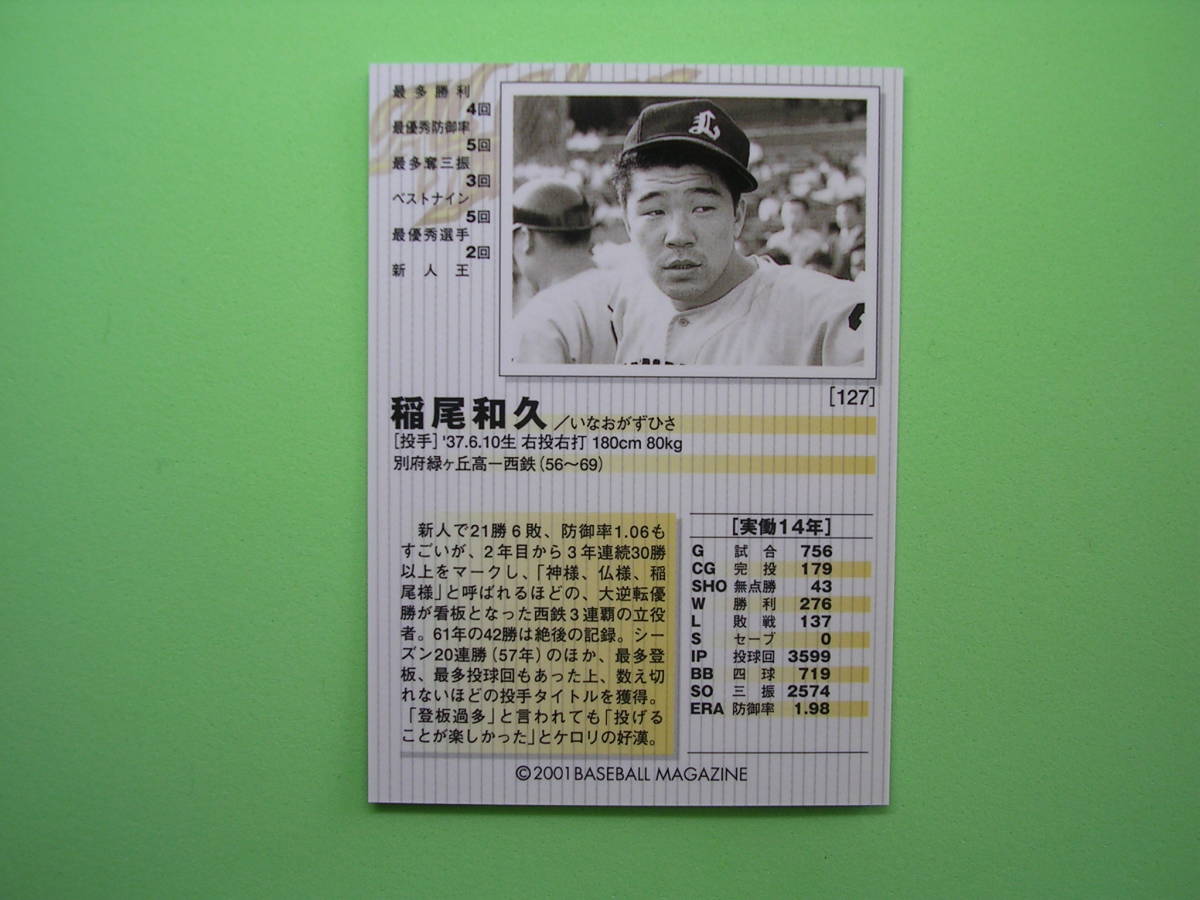 最多勝利
4回
最優秀防御率
5回
最多奪三振
3回
ベストナイン
5回
最優秀選手
2回
新人王
[127]
稲尾和久/いなおがずひさ
[投手]'37.6.10生 右投右打 180cm 80kg
別府緑ヶ丘高ー西鉄(56〜69)
新人で21勝6敗、防御率1.06も
すごいが、2年目から3年連続30勝
以上をマークし、「神様、仏様、稲
尾様」と呼ばれるほどの、大逆転優
勝が看板となった西鉄3連覇の立役
者。61年の42勝は絶後の記録。シー
ズン20連勝(57年)のほか、最多登
板、最多投球回もあった上、数え切
れないほどの投手タイトルを獲得。
「登板過多」と言われても「投げる
ことが楽しかった」とケロリの好漢。
[実働14年]
G 試合 756
CG 完投 179
SHO 無点勝 43
W 勝利 276
L 敗戦 137
S セーブ 0
IP 投球回 3599
BB 四球 719
SO 三振 2574
ERA 防御率 1.98
©2001 BASEBALL MAGAZINE